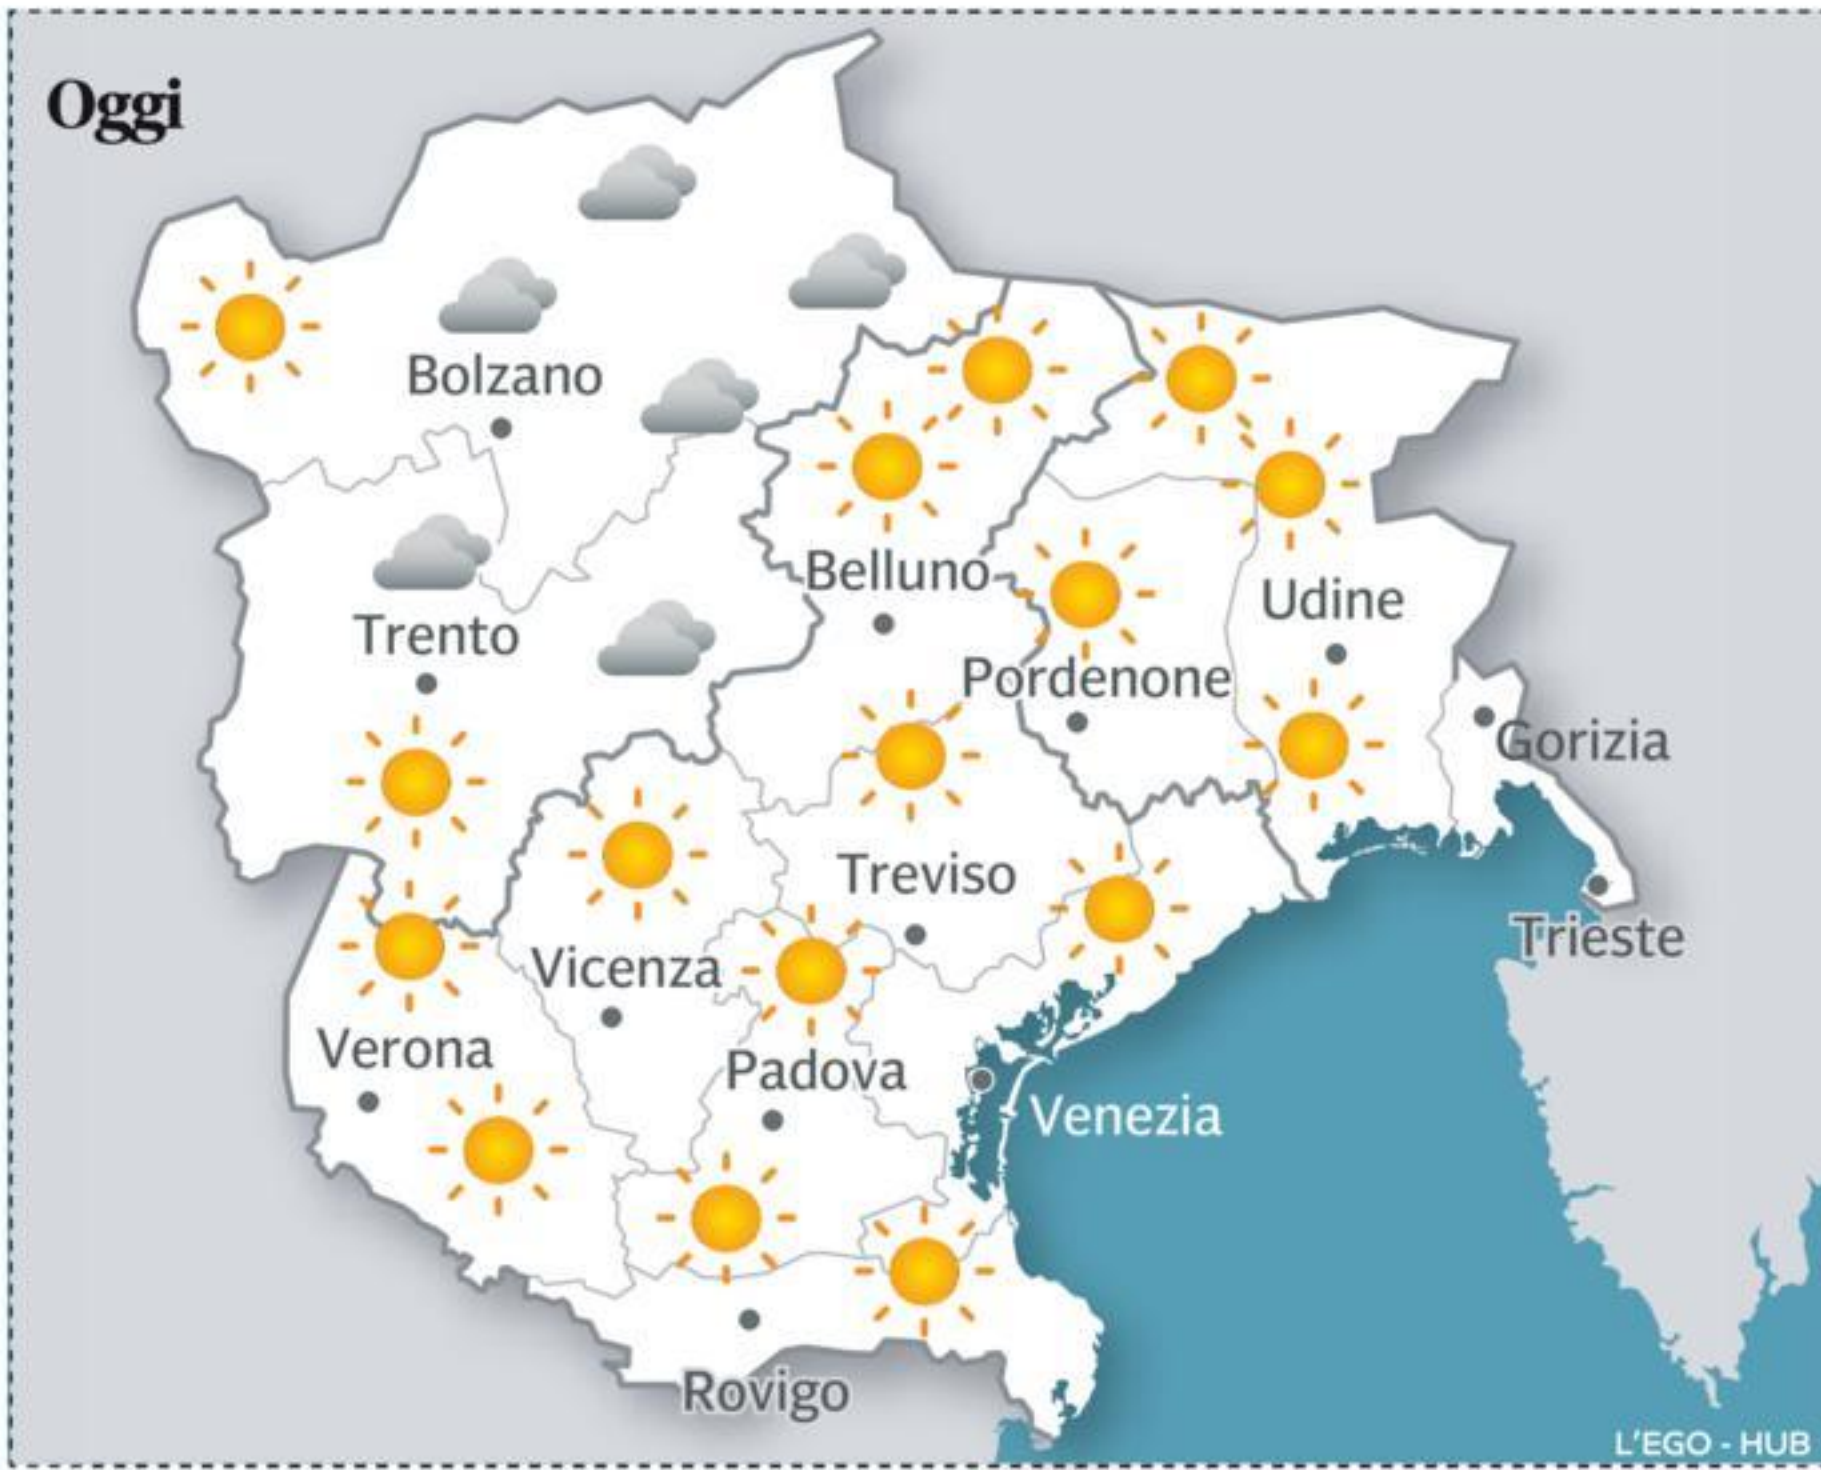 Oggi
Bolzano
Belluno
Udine
Trento
Pordenone
Gorizia
Treviso
Trieste
Vicenza
Verona
Padova
Venezia
Rovigo
L'EGO - HUB